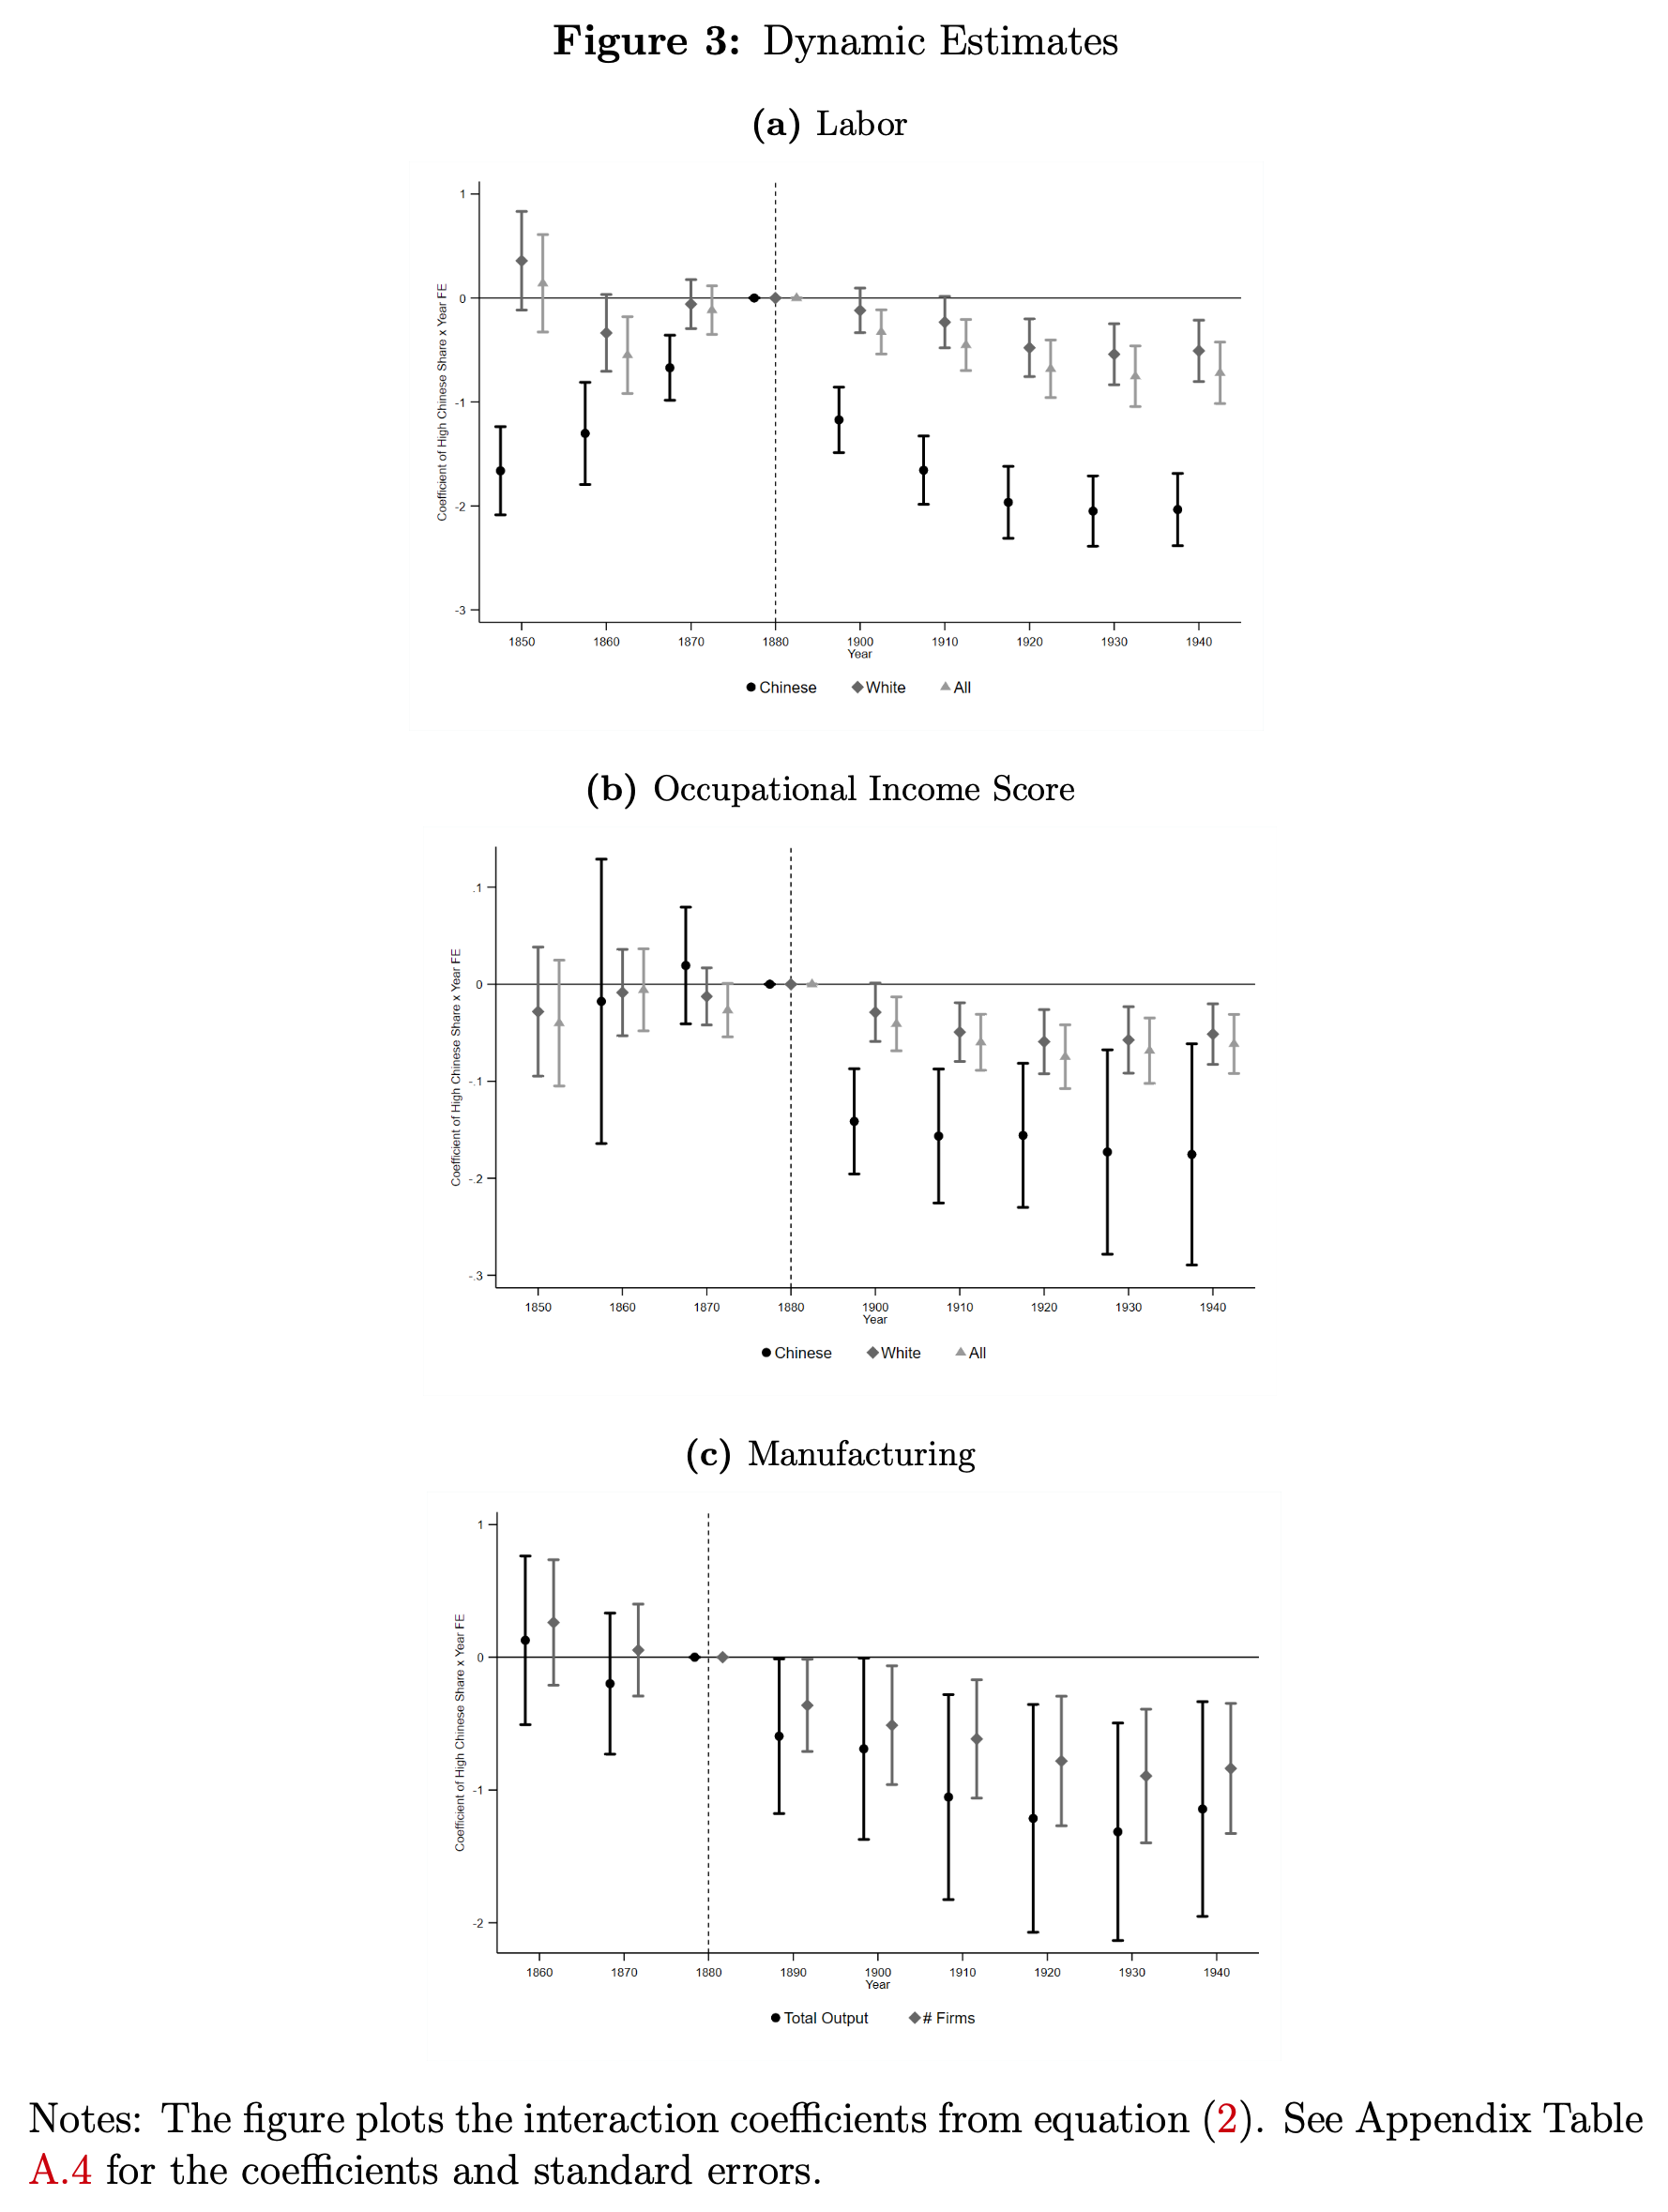 Figure 3: Dynamic Estimates
(a) Labor
Coefficient of High Chinese Share x Year FE
1
0
-1
-2
-3
1850 1860 1870 1880 1900 1910 1920 1930 1940
Year
Chinese White All
(b) Occupational Income Score
Coefficient of High Chinese Share x Year FE
.1
0
-.1
-.2
-.3
1850 1860 1870 1880 1900 1910 1920 1930 1940
Year
Chinese White All
(c) Manufacturing
Coefficient of High Chinese Share x Year FE
1
0
-1
-2
1860 1870 1880 1890 1900 1910 1920 1930 1940
Year
Total Output # Firms
Notes: The figure plots the interaction coefficients from equation (2). See Appendix Table
A.4 for the coefficients and standard errors.